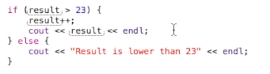 if (result > 23) {
result++;
cout << result << endl;
} else {
cout << "Result is lower than 23" << endl;
}